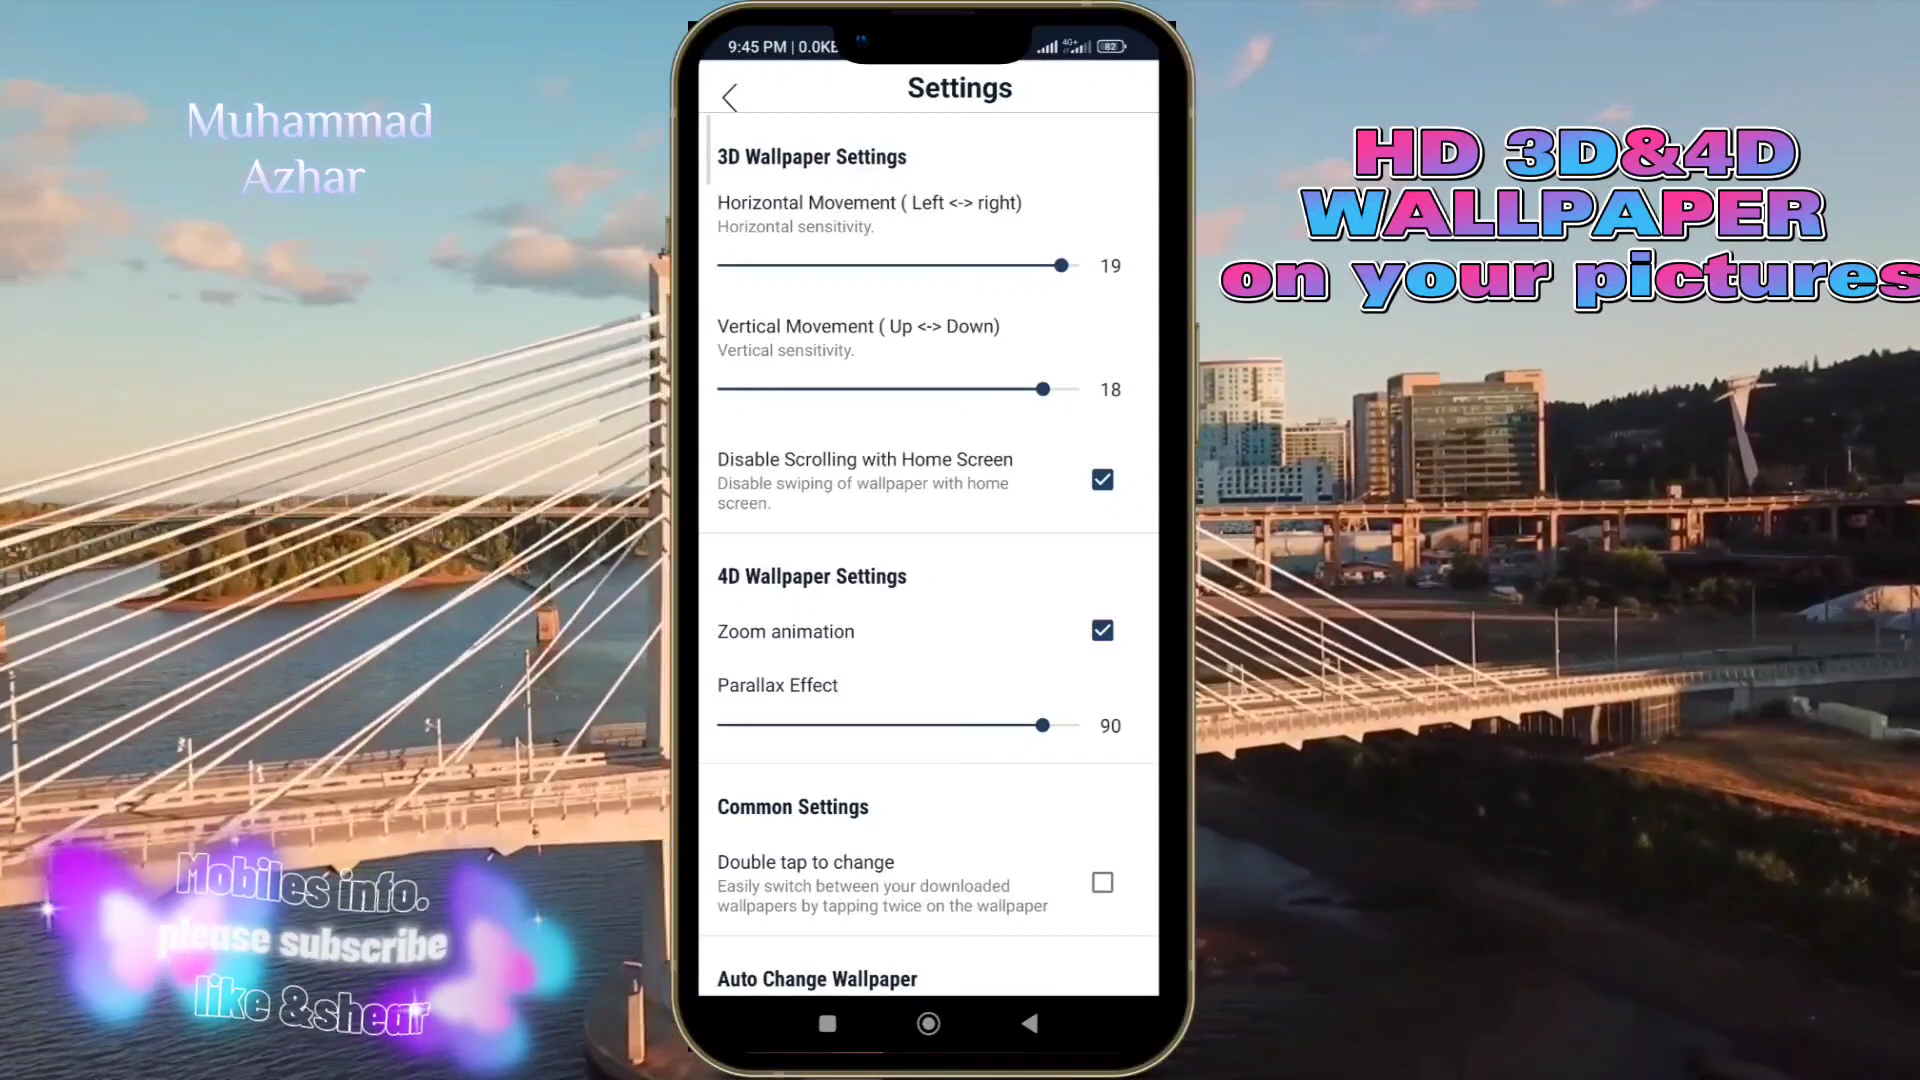 Muhammad
Azhar
HD 3D&4D
WALLPAPER
on your pictures
9:45 PM | 0.0KB
4G+
82
Settings
3D Wallpaper Settings
Horizontal Movement ( Left <-> right)
Horizontal sensitivity.
19
Vertical Movement ( Up <-> Down)
Vertical sensitivity.
18
Disable Scrolling with Home Screen
Disable swiping of wallpaper with home
screen.
4D Wallpaper Settings
Zoom animation
Parallax Effect
90
Common Settings
Double tap to change
Easily switch between your downloaded
wallpapers by tapping twice on the wallpaper
Auto Change Wallpaper
Mobiles info.
please subscribe
like &shear